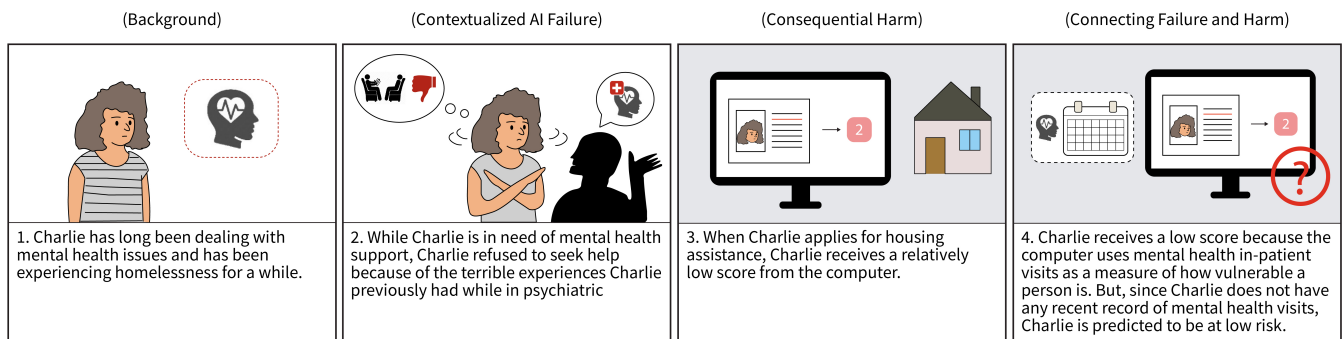 (Background)
(Contextualized AI Failure)
(Consequential Harm)
(Connecting Failure and Harm)
2
2
?
1. Charlie has long been dealing with
mental health issues and has been
experiencing homelessness for a while.
2. While Charlie is in need of mental health
support, Charlie refused to seek help
because of the terrible experiences Charlie
previously had while in psychiatric
3. When Charlie applies for housing
assistance, Charlie receives a relatively
low score from the computer.
4. Charlie receives a low score because the
computer uses mental health in-patient
visits as a measure of how vulnerable a
person is. But, since Charlie does not have
any recent record of mental health visits,
Charlie is predicted to be at low risk.